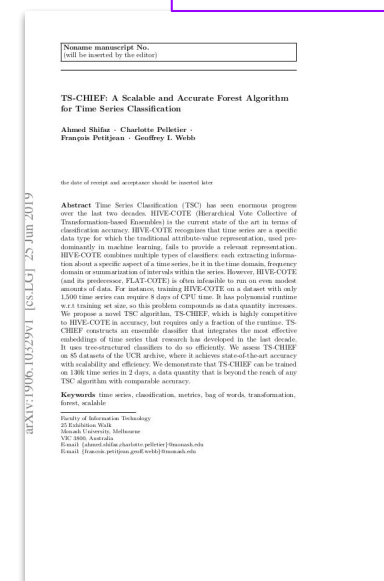 Noname manuscript No.
(will be inserted by the editor)
TS-CHIEF: A Scalable and Accurate Forest Algorithm
for Time Series Classification
Ahmed Shifaz · Charlotte Pelletier ·
François Petitjean · Geoffrey I. Webb
the date of receipt and acceptance should be inserted later
Abstract Time Series Classification (TSC) has seen enormous progress
over the last two decades. HIVE-COTE (Hierarchical Vote Collective of
Transformation-based Ensembles) is the current state of the art in terms of
classification accuracy. HIVE-COTE recognizes that time series are a specific
data type for which the traditional attribute-value representation, used pre-
dominantly in machine learning, fails to provide a relevant representation.
HIVE-COTE combines multiple types of classifiers: each extracting informa-
tion about a specific aspect of a time series, be it in the time domain, frequency
domain or summarization of intervals within the series. However, HIVE-COTE
(and its predecessor, FLAT-COTE) is often infeasible to run on even modest
amounts of data. For instance, training HIVE-COTE on a dataset with only
1,500 time series can require 8 days of CPU time. It has polynomial runtime
w.r.t training set size, so this problem compounds as data quantity increases.
We propose a novel TSC algorithm, TS-CHIEF, which is highly competitive
to HIVE-COTE in accuracy, but requires only a fraction of the runtime. TS-
CHIEF constructs an ensemble classifier that integrates the most effective
embeddings of time series that research has developed in the last decade.
It uses tree-structured classifiers to do so efficiently. We assess TS-CHIEF
on 85 datasets of the UCR archive, where it achieves state-of-the-art accuracy
with scalability and efficiency. We demonstrate that TS-CHIEF can be trained
on 130k time series in 2 days, a data quantity that is beyond the reach of any
TSC algorithm with comparable accuracy.
Keywords time series, classification, metrics, bag of words, transformation,
forest, scalable
Faculty of Information Technology
25 Exhibition Walk
Monash University, Melbourne
VIC 3800, Australia
E-mail: {ahmed.shifaz,charlotte.pelletier}@monash.edu
E-mail: {francois.petitjean,geoff.webb}@monash.edu
arXiv:1906.10329v1 [cs.LG] 25 Jun 2019